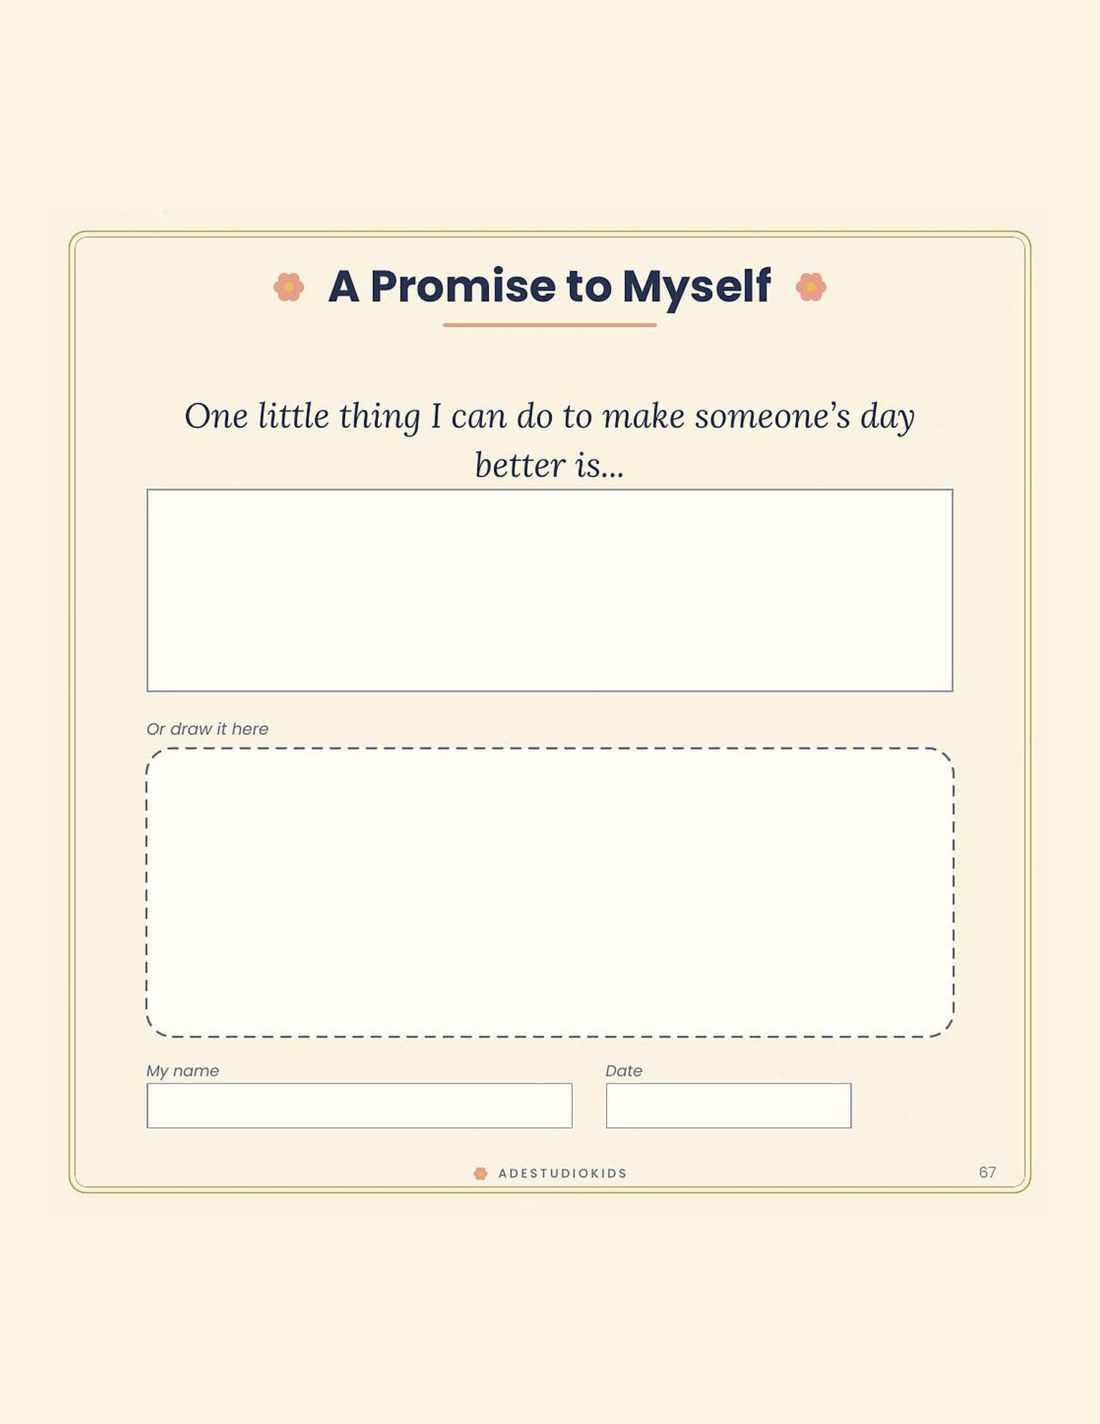 A Promise to Myself
One little thing I can do to make someone’s day
better is...
Or draw it here
My name
Date
ADESTUDIOKIDS
67